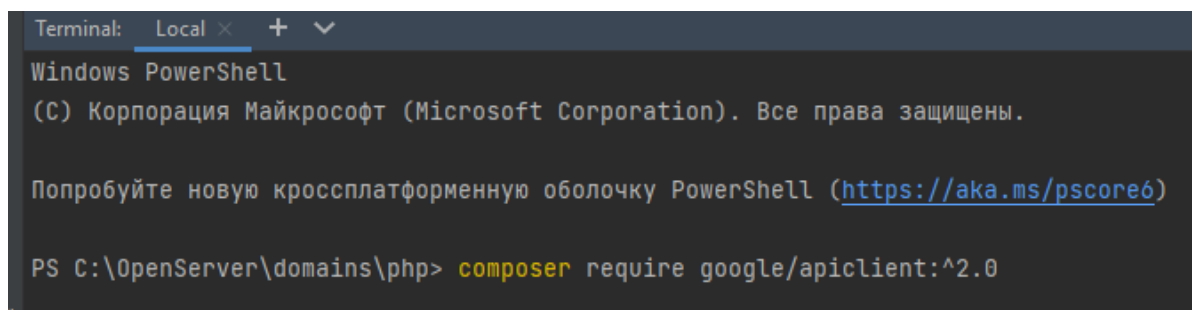 Terminal: Local × + ⌄
Windows PowerShell
(C) Корпорация Майкрософт (Microsoft Corporation). Все права защищены.
Попробуйте новую кроссплатформенную оболочку PowerShell (https://aka.ms/pscore6)
PS C:\OpenServer\domains\php> composer require google/apiclient:^2.0